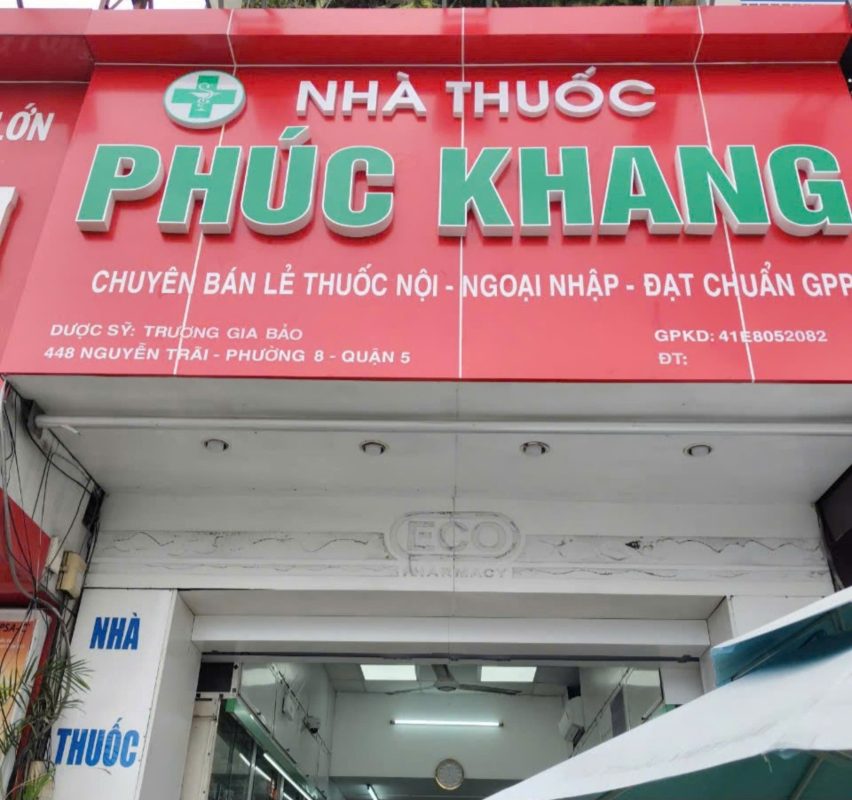 LỚN
NHÀ THUỐC
PHÚC KHANG
CHUYÊN BÁN LẺ THUỐC NỘI - NGOẠI NHẬP - ĐẠT CHUẨN GPP
DƯỢC SỸ: TRƯƠNG GIA BẢO
448 NGUYỄN TRÃI - PHƯỜNG 8 - QUẬN 5
GPKD: 41E8052082
ĐT:
ECO
PHARMACY
NHÀ
THUỐC